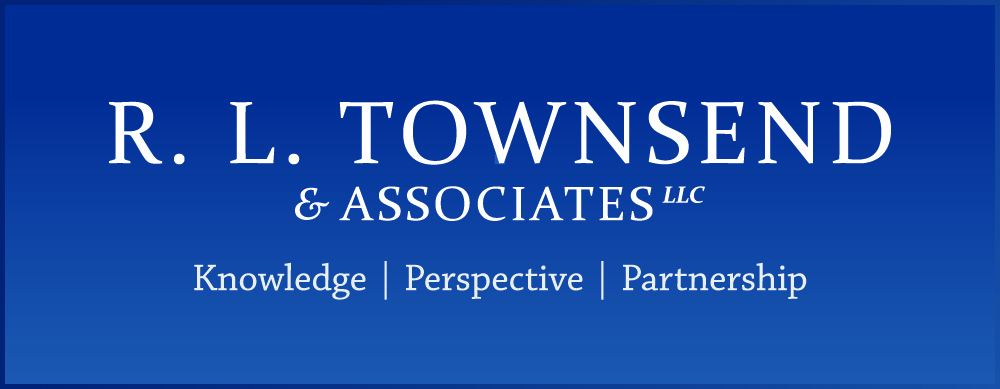 R. L. TOWNSEND
& ASSOCIATES LLC
Knowledge | Perspective | Partnership